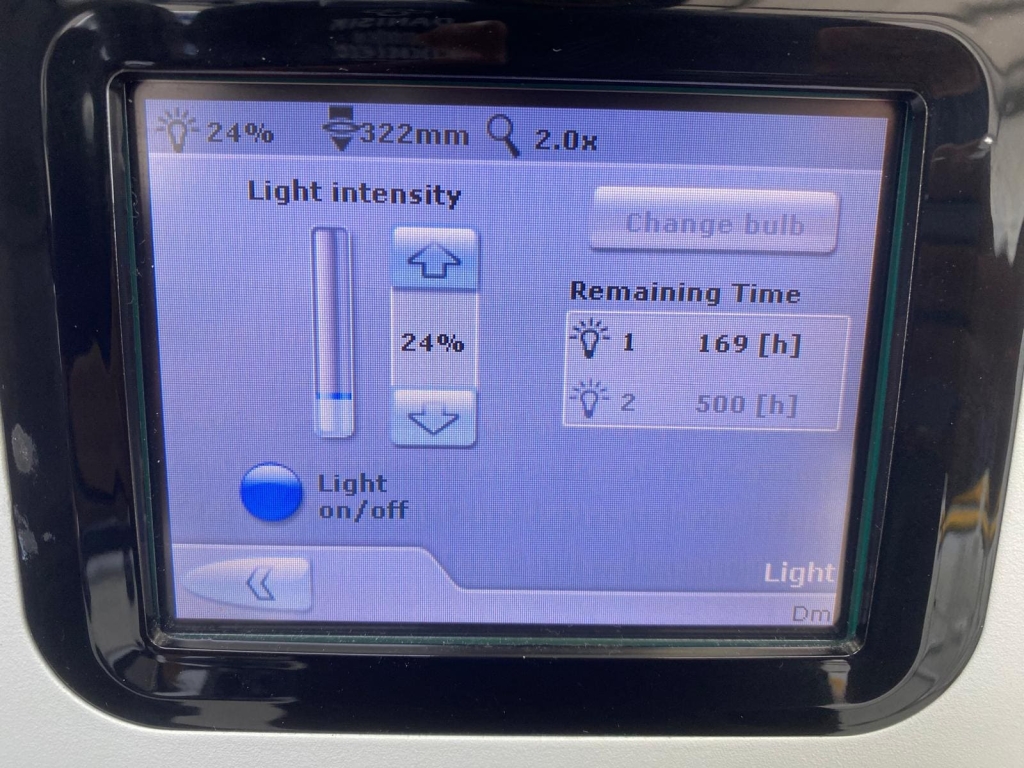 24% 322mm 2.0x
Light intensity
Change bulb
Remaining Time
24%
1 169 [h]
2 500 [h]
Light
on/off
Light
Dm